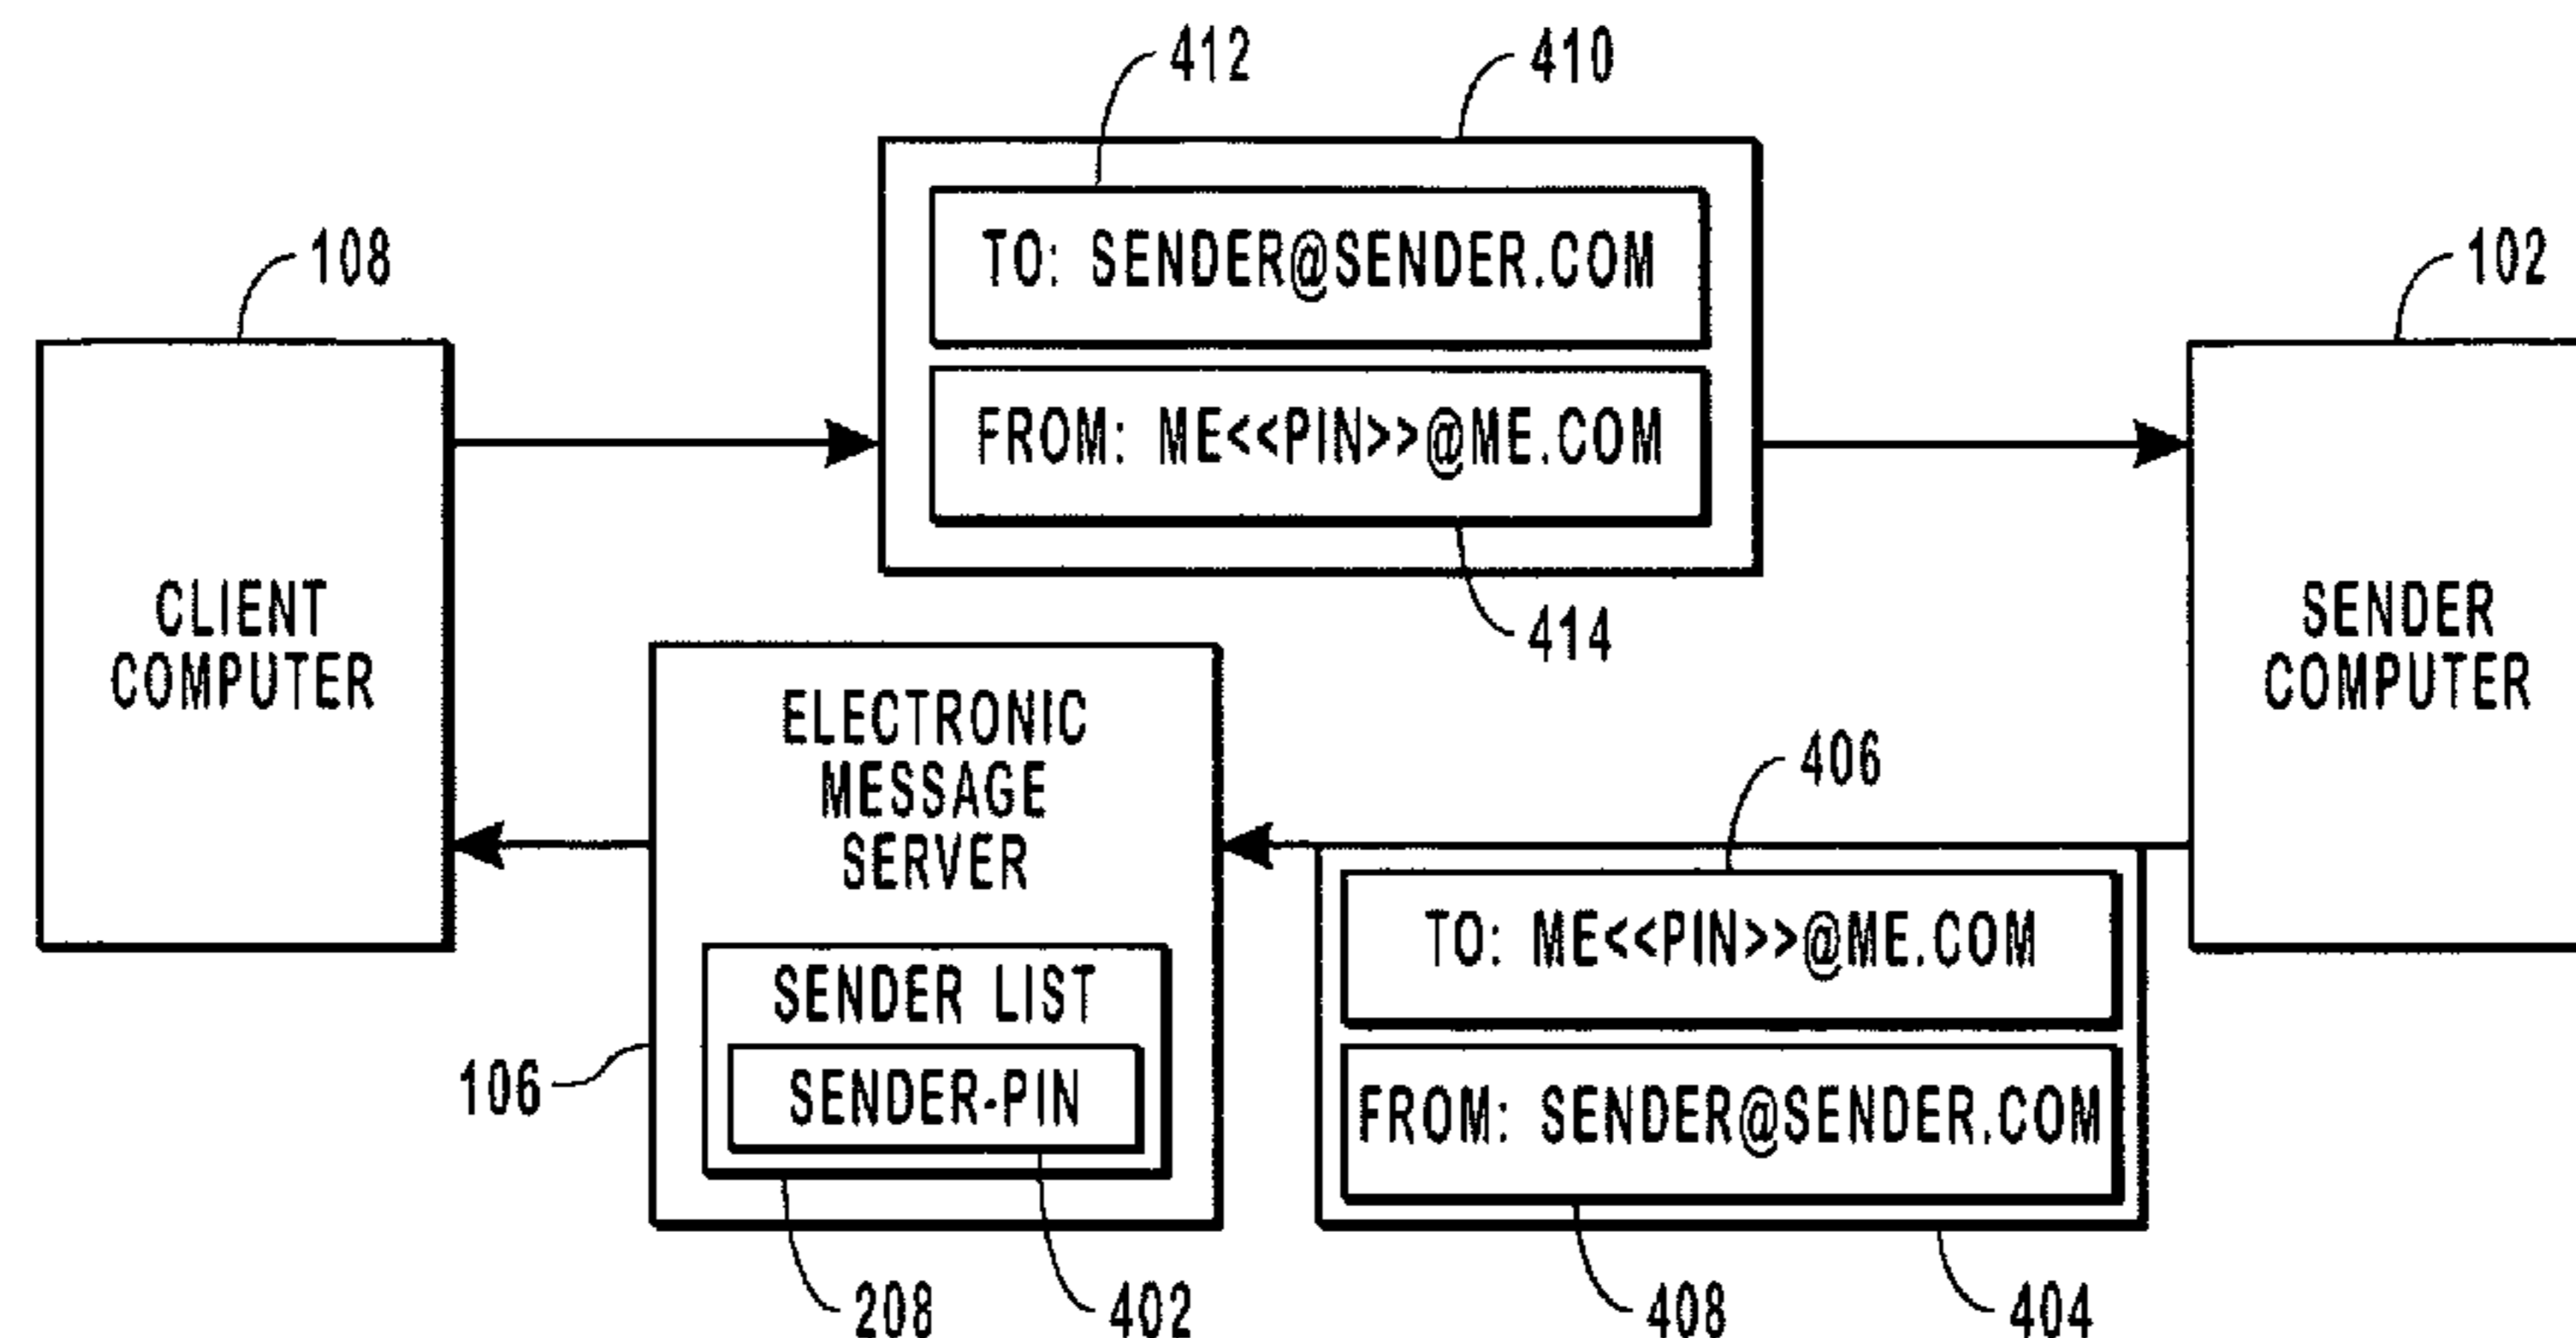 412
410
108
TO: SENDER@SENDER.COM
102
FROM: ME<<PIN>>@ME.COM
CLIENT
COMPUTER
414
SENDER
COMPUTER
ELECTRONIC
MESSAGE
SERVER
406
TO: ME<<PIN>>@ME.COM
SENDER LIST
106
SENDER-PIN
FROM: SENDER@SENDER.COM
208
402
408
404